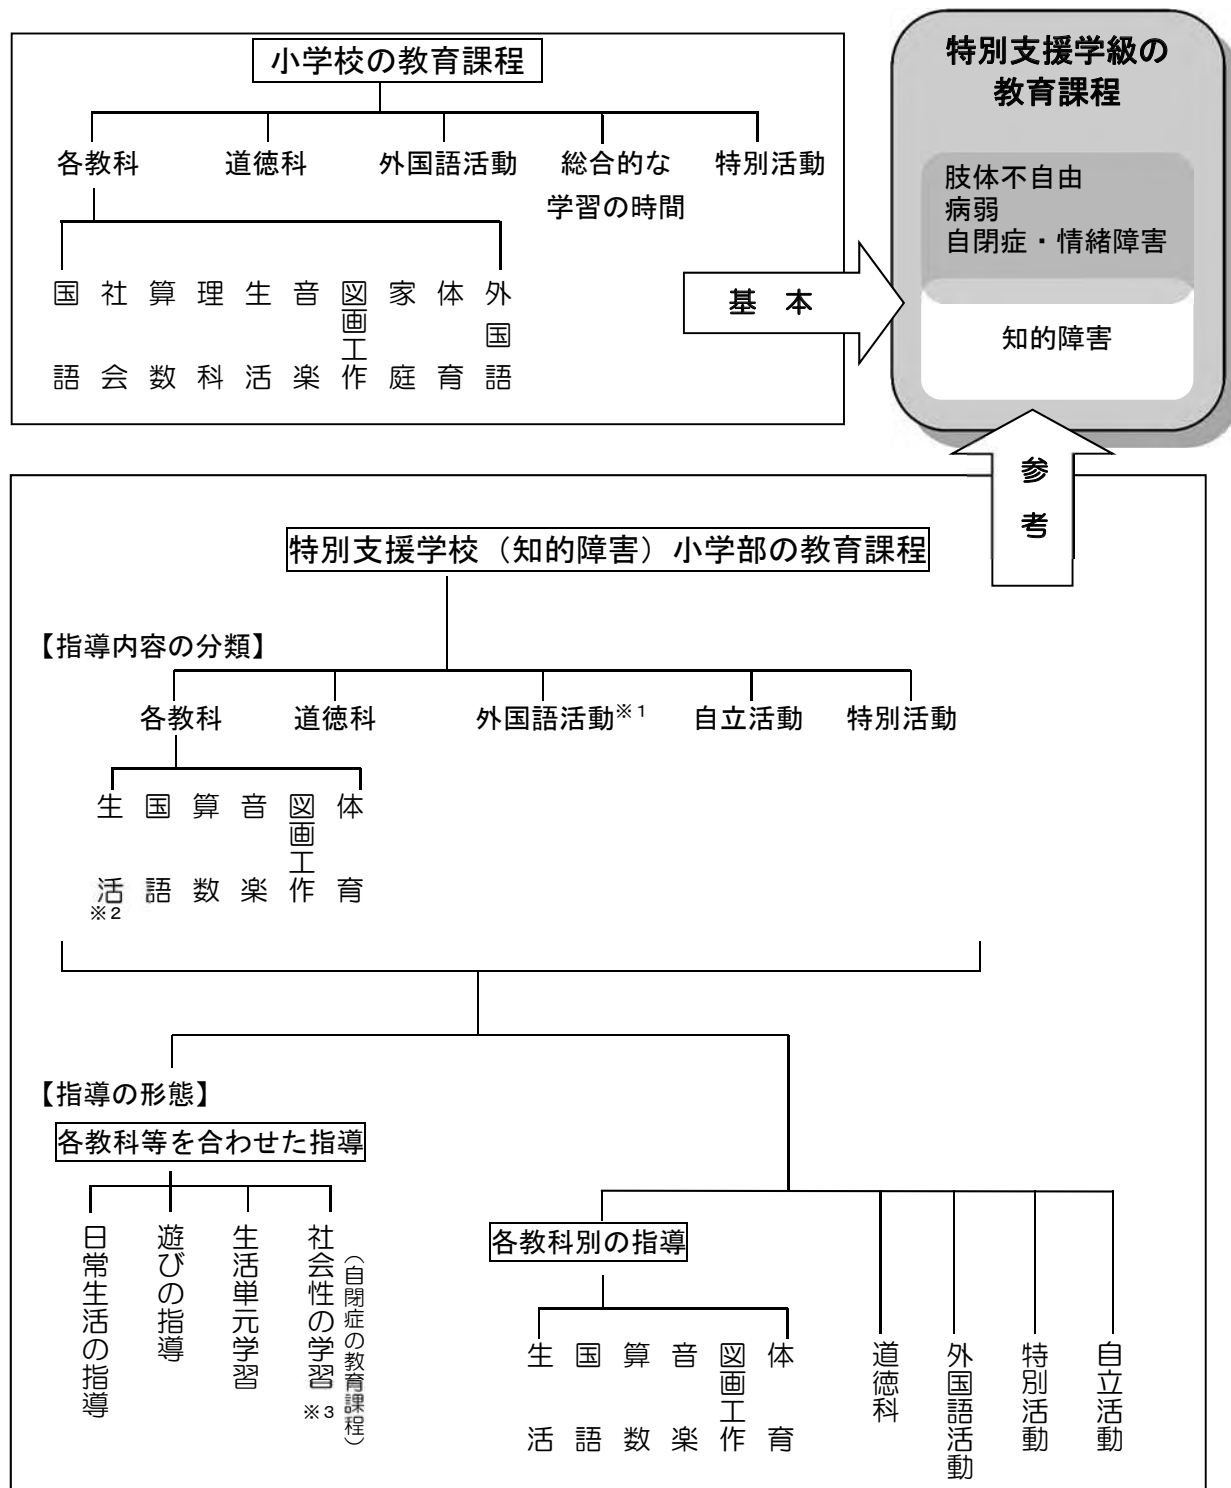 小学校の教育課程
各教科 道徳科 外国語活動 総合的な学習の時間 特別活動
国語 社会 算数 理科 生活 音楽 図画工作 家庭 体育 外国語
基 本
特別支援学級の
教育課程
肢体不自由
病弱
自閉症・情緒障害
知的障害
参考
特別支援学校（知的障害）小学部の教育課程
【指導内容の分類】
各教科 道徳科 外国語活動※1 自立活動 特別活動
生活※2 国語 算数 音楽 図画工作 体育
【指導の形態】
各教科等を合わせた指導
日常生活の指導
遊びの指導
生活単元学習
社会性の学習※3
（自閉症の教育課程）
各教科別の指導
生活 国語 算数 音楽 図画工作 体育
道徳科
外国語活動
特別活動
自立活動